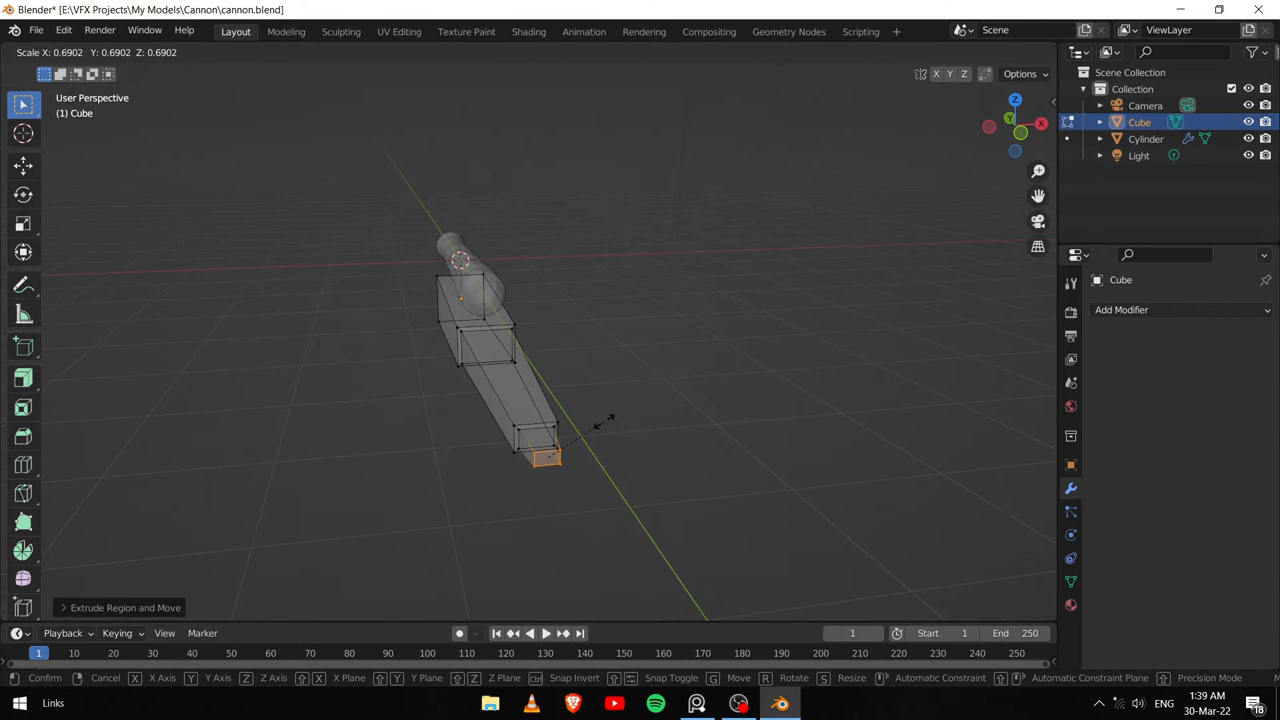 Blender* [E:\VFX Projects\My Models\Cannon\cannon.blend]
File Edit Render Window Help Layout Modeling Sculpting UV Editing Texture Paint Shading Animation Rendering Compositing Geometry Nodes Scripting + Scene ViewLayer
Scale X: 0.6902 Y: 0.6902 Z: 0.6902
X Y Z Options
User Perspective
(1) Cube
Scene Collection
Collection
Camera
Cube
Cylinder
Light
Z
Y
X
Cube
Add Modifier
Extrude Region and Move
Playback Keying View Marker 1 Start 1 End 250
1 10 20 30 40 50 60 70 80 90 100 110 120 130 140 150 160 170 180 190 200 210 220 230 240 250
Confirm Cancel X X Axis Y Y Axis Z Z Axis X X Plane Y Y Plane Z Z Plane Ctrl Snap Invert Snap Toggle G Move R Rotate S Resize Automatic Constraint Automatic Constraint Plane Precision Mode
Links ENG 1:39 AM
30-Mar-22 18